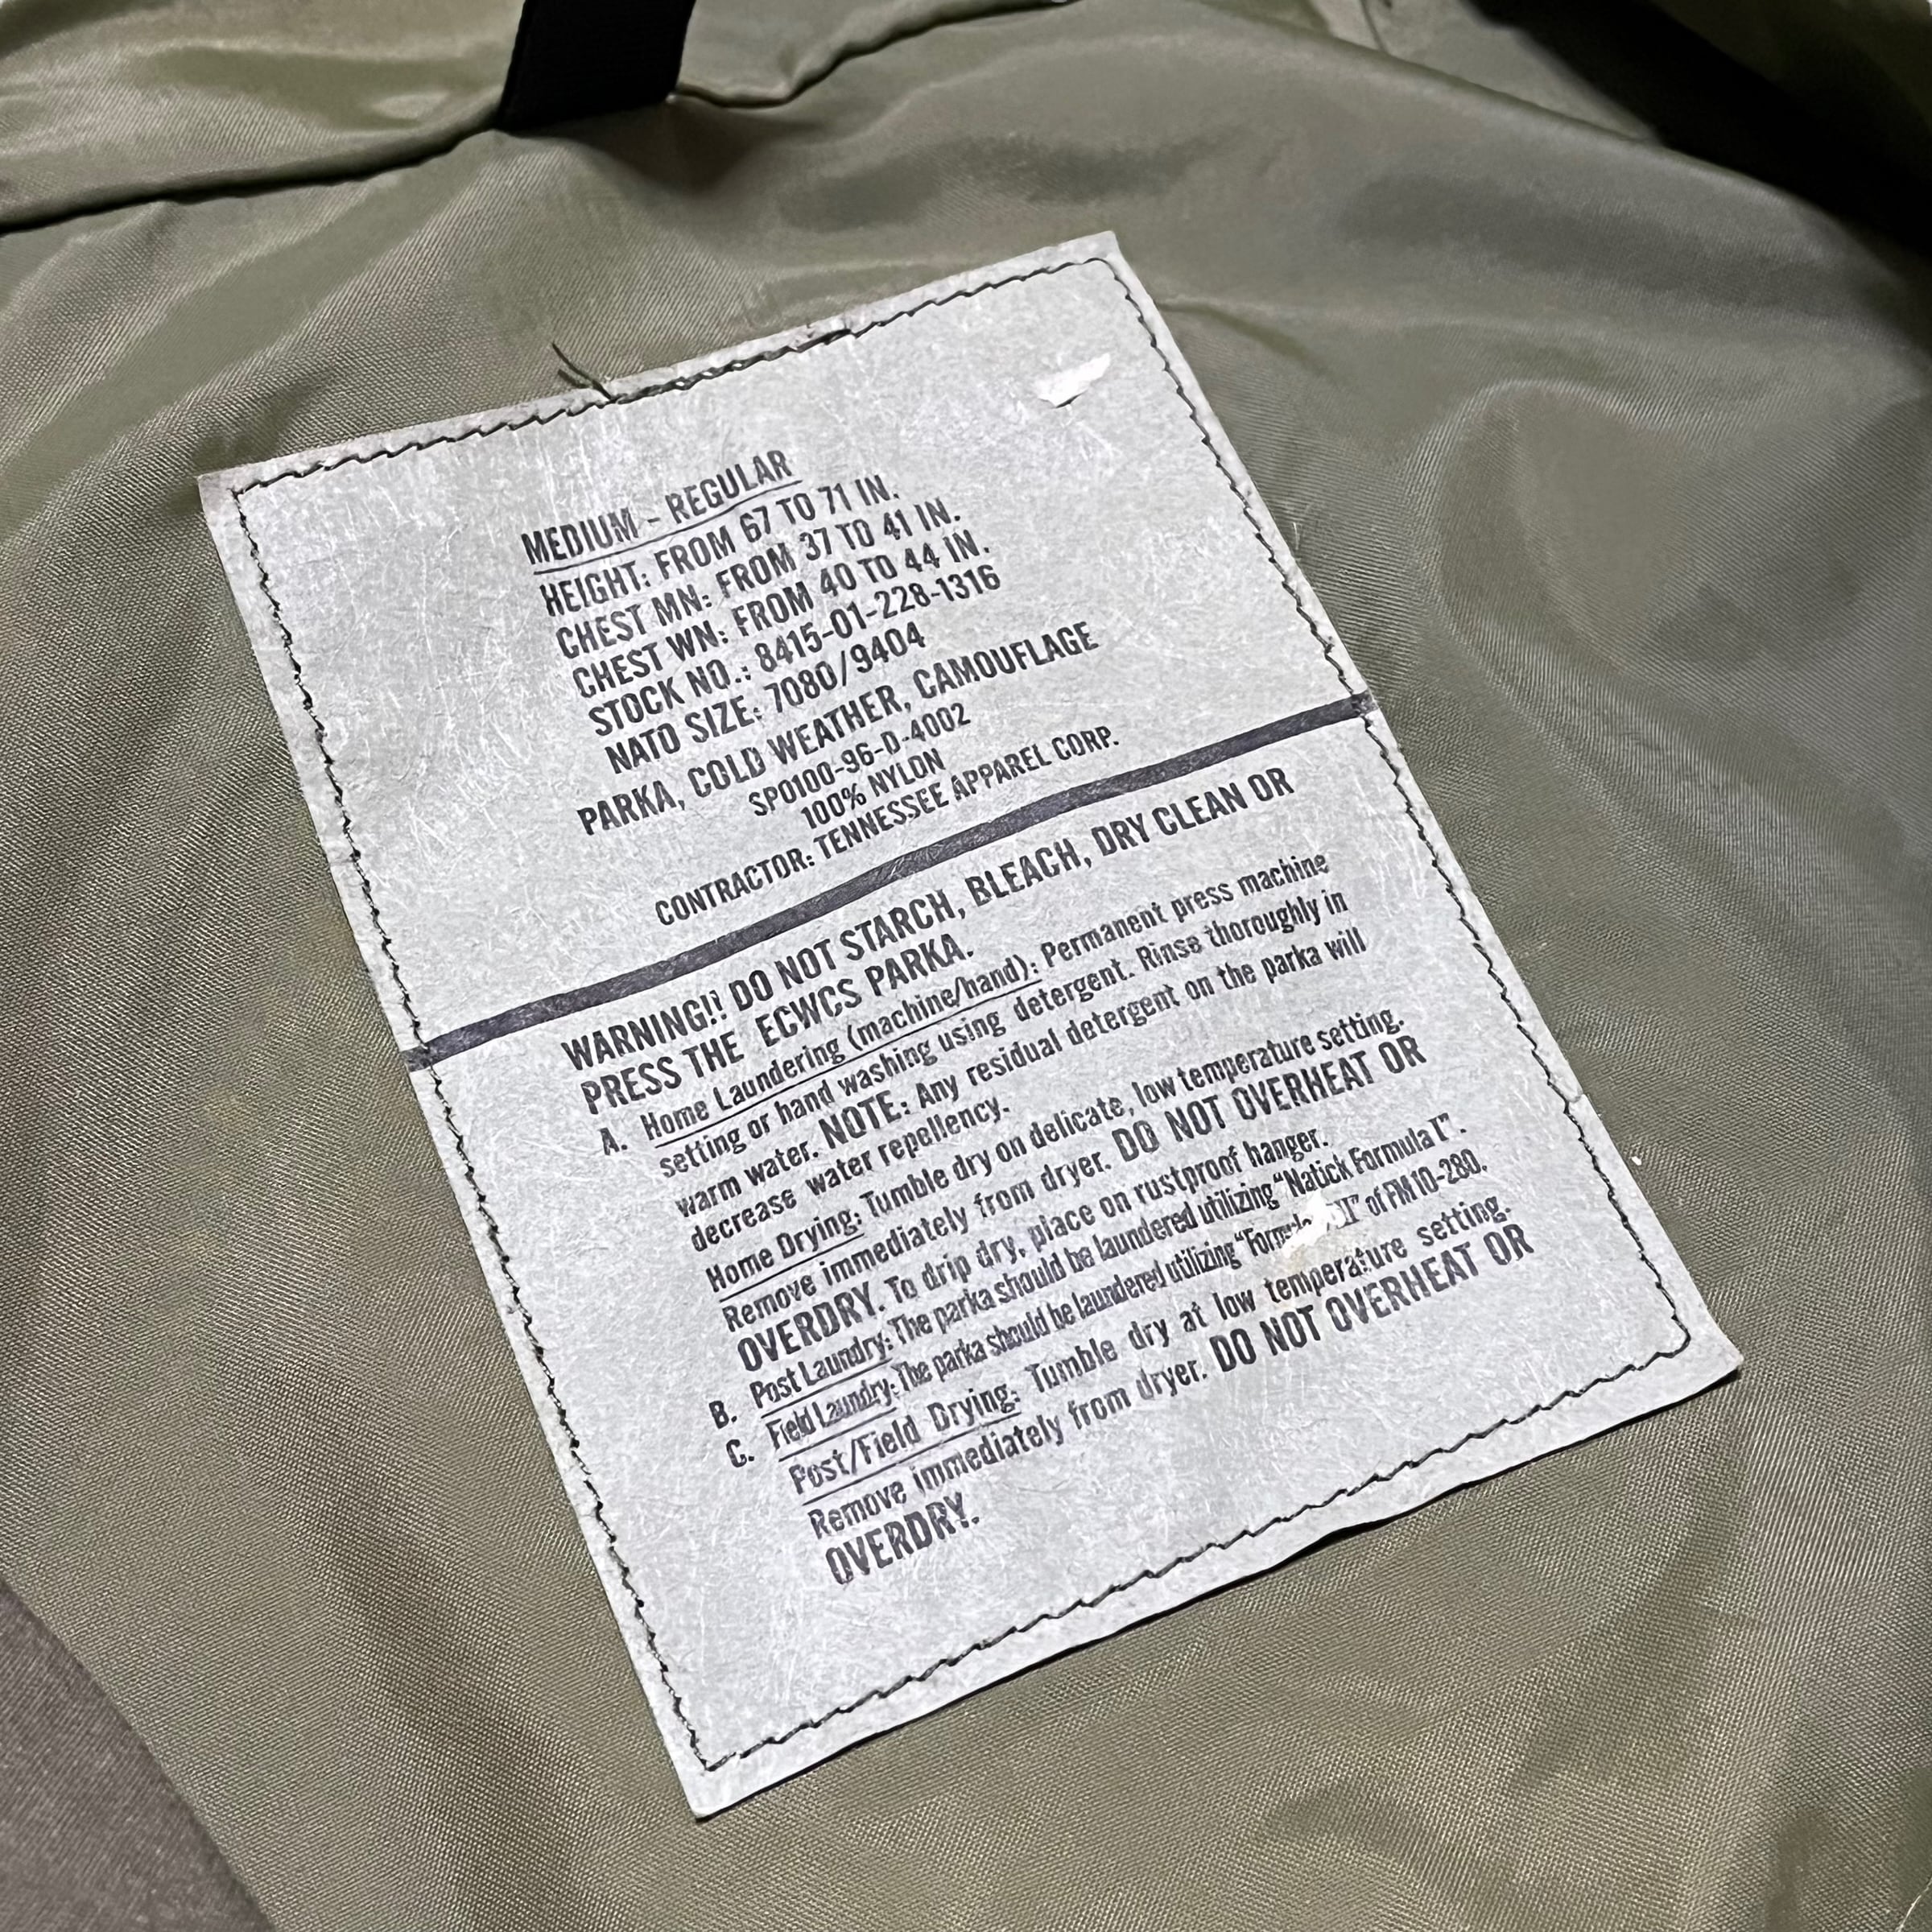 MEDIUM - REGULAR
HEIGHT: FROM 67 TO 71 IN.
CHEST MN: FROM 37 TO 41 IN.
CHEST WN: FROM 40 TO 44 IN.
STOCK NO.: 8415-01-228-1316
NATO SIZE: 7080/9404
PARKA, COLD WEATHER, CAMOUFLAGE
SPO100-96-D-4002
100% NYLON
CONTRACTOR: TENNESSEE APPAREL CORP.
WARNING!! DO NOT STARCH, BLEACH, DRY CLEAN OR
PRESS THE ECWCS PARKA.
A. Home Laundering (machine/hand): Permanent press machine
setting or hand washing using detergent. Rinse thoroughly in
warm water. NOTE: Any residual detergent on the parka will
decrease water repellency.
Home Drying: Tumble dry on delicate, low temperature setting.
Remove immediately from dryer. DO NOT OVERHEAT OR
OVERDRY. To drip dry, place on rustproof hanger.
B. Post Laundry: The parka should be laundered utilizing "Natick Formula I".
C. Field Laundry: The parka should be laundered utilizing of FM 10-280.
Post/Field Drying: Tumble dry at low temperature setting.
Remove immediately from dryer. DO NOT OVERHEAT OR
OVERDRY.